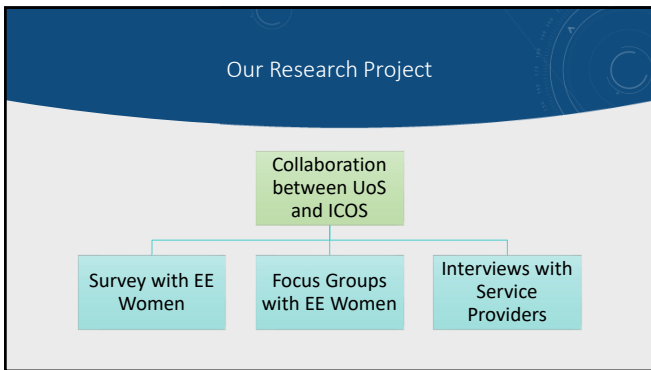 Our Research Project
Collaboration
between UoS
and ICOS
Survey with EE
Women
Focus Groups
with EE Women
Interviews with
Service
Providers